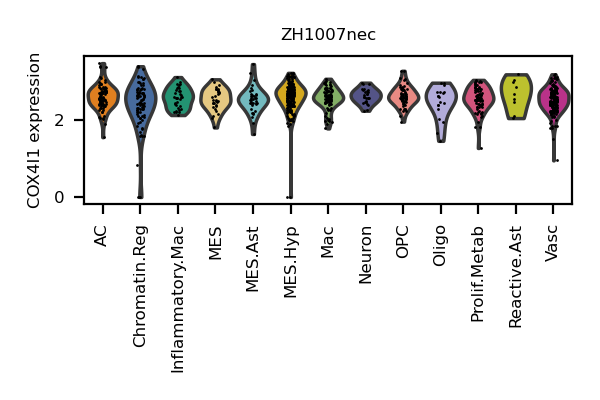 ZH1007nec
COX4I1 expression
2
0
AC
Chromatin.Reg
Inflammatory.Mac
MES
MES.Ast
MES.Hyp
Mac
Neuron
OPC
Oligo
Prolif.Metab
Reactive.Ast
Vasc